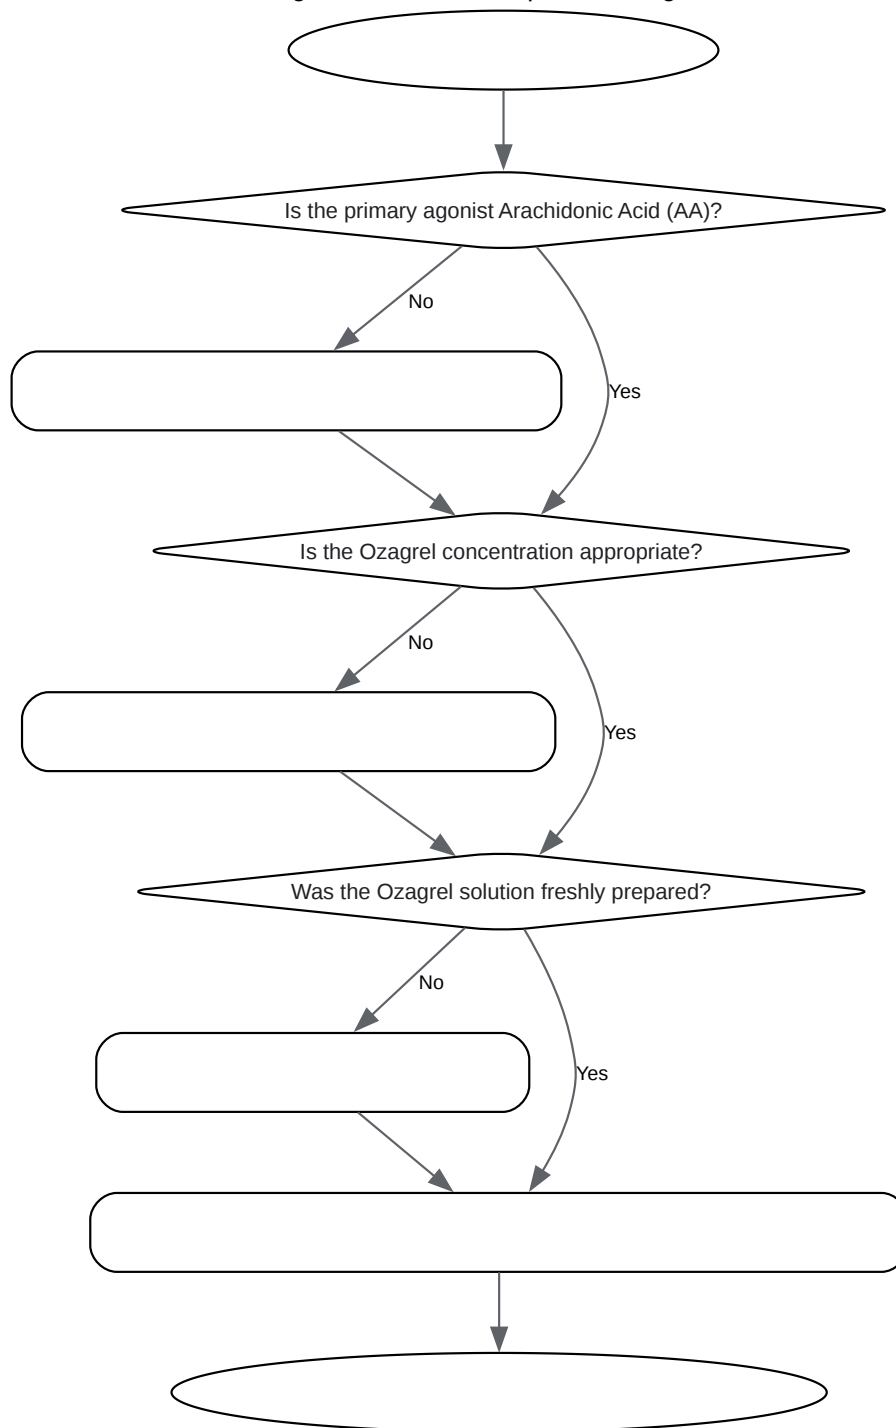 Is the primary agonist Arachidonic Acid (AA)?
No
Yes
Is the Ozagrel concentration appropriate?
No
Yes
Was the Ozagrel solution freshly prepared?
No
Yes